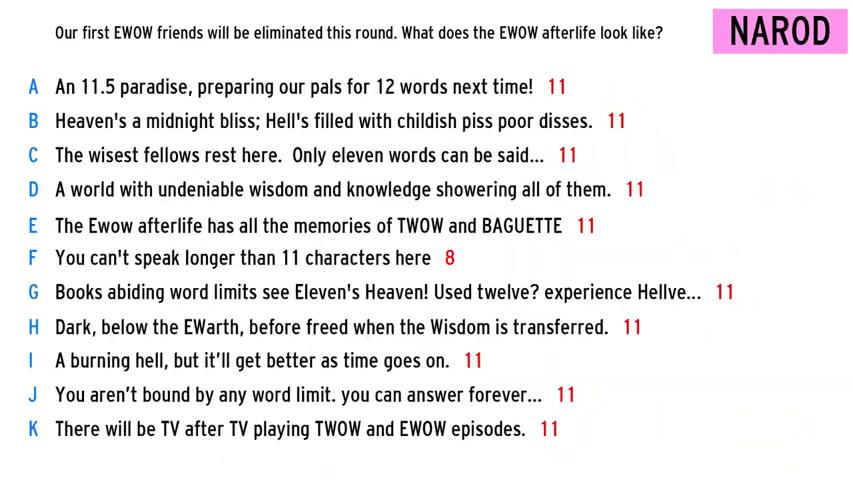 Our first EWOW friends will be eliminated this round. What does the EWOW afterlife look like?
NAROD
A An 11.5 paradise, preparing our pals for 12 words next time! 11
B Heaven's a midnight bliss; Hell's filled with childish piss poor disses. 11
C The wisest fellows rest here.  Only eleven words can be said... 11
D A world with undeniable wisdom and knowledge showering all of them. 11
E The Ewow afterlife has all the memories of TWOW and BAGUETTE 11
F You can't speak longer than 11 characters here 8
G Books abiding word limits see Eleven's Heaven! Used twelve? experience Hellve... 11
H Dark, below the EWarth, before freed when the Wisdom is transferred. 11
I A burning hell, but it’ll get better as time goes on. 11
J You aren’t bound by any word limit. you can answer forever... 11
K There will be TV after TV playing TWOW and EWOW episodes. 11